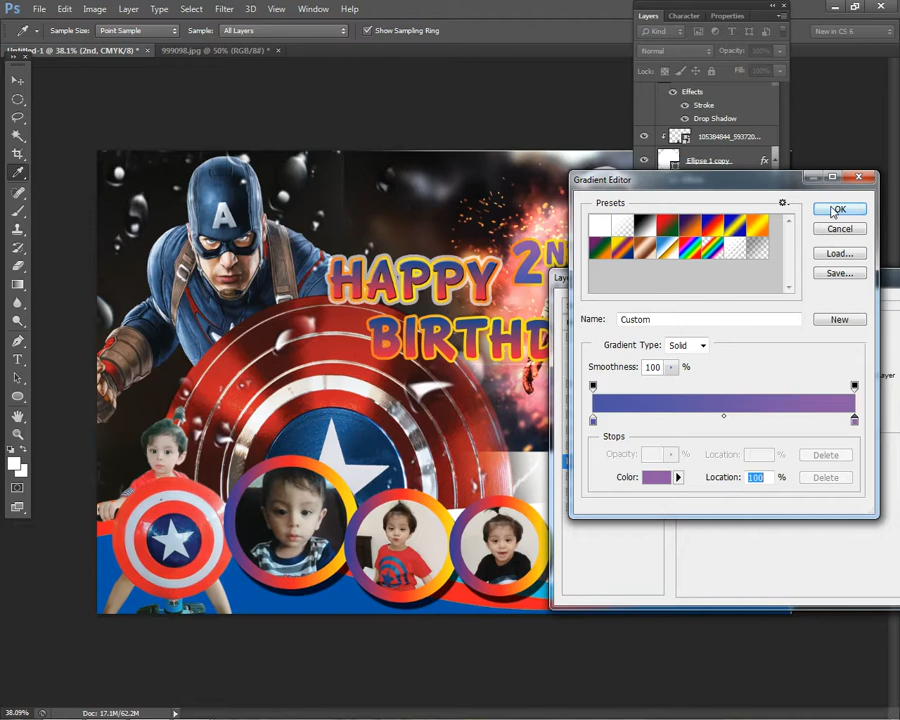 Ps File Edit Image Layer Type Select Filter 3D View Window Help
Sample Size: Point Sample Sample: All Layers Show Sampling Ring
Untitled-1 @ 38.1% (2nd, CMYK/8#) * × 999098.jpg @ 50% (RGB/8#) * ×
Layers Character Properties
Kind
New in CS 6
Normal Opacity:
Lock: Fill: 100%
Effects
Stroke
Drop Shadow
105384844_593720...
Ellipse 1 copy fx
Gradient Editor
Presets
OK
Cancel
Load...
Save...
Name: Custom New
Gradient Type: Solid
Smoothness: 100 %
Stops
Opacity: % Location: % Delete
Color: Location: 100 % Delete
A
HAPPY 2N
BIRTHD
38.09% Doc: 17.1M/62.2M